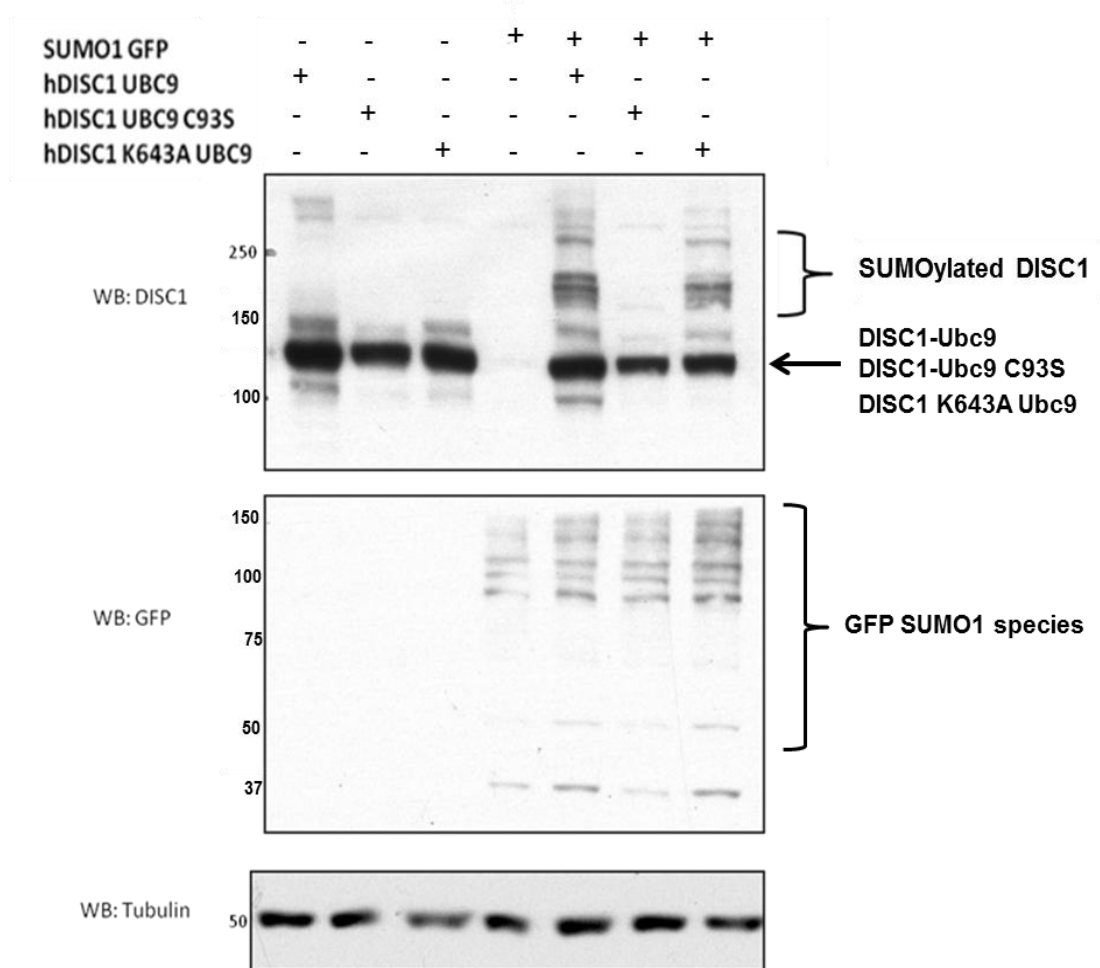 SUMO1 GFP - - - + + + +
hDISC1 UBC9 + - - - + - -
hDISC1 UBC9 C93S - + - - - + -
hDISC1 K643A UBC9 - - + - - - +
250
SUMOylated DISC1
WB: DISC1
150
DISC1-Ubc9
DISC1-Ubc9 C93S
100
DISC1 K643A Ubc9
150
100
WB: GFP
GFP SUMO1 species
75
50
37
WB: Tubulin
50